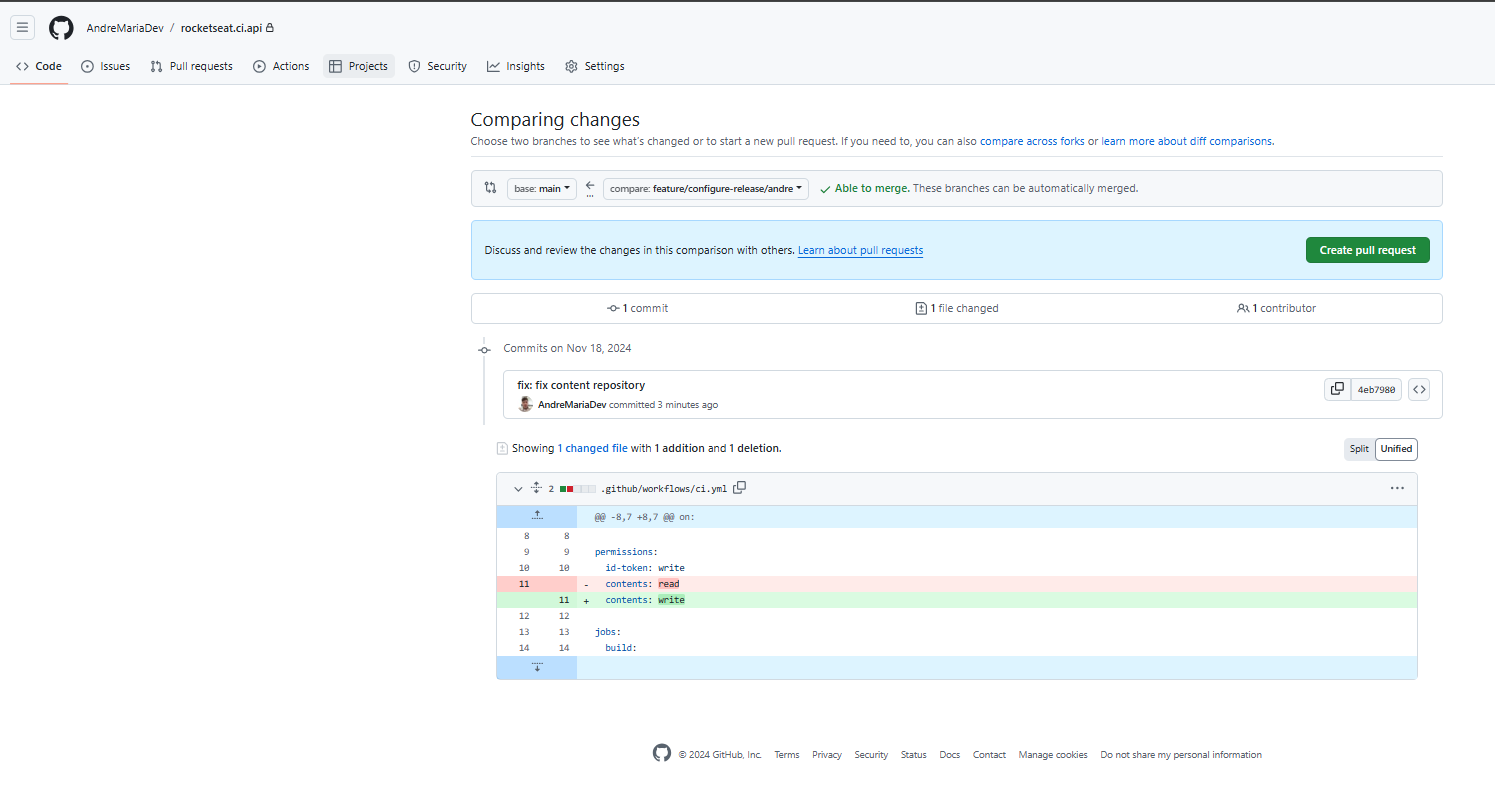 AndreMariaDev / rocketseat.ci.api
Code Issues Pull requests Actions Projects Security Insights Settings
Comparing changes
Choose two branches to see what's changed or to start a new pull request. If you need to, you can also compare across forks or learn more about diff comparisons.
base: main ... compare: feature/configure-release/andre Able to merge. These branches can be automatically merged.
Discuss and review the changes in this comparison with others. Learn about pull requests Create pull request
1 commit 1 file changed 1 contributor
Commits on Nov 18, 2024
fix: fix content repository
4eb7980
AndreMariaDev committed 3 minutes ago
Showing 1 changed file with 1 addition and 1 deletion. Split Unified
2 .github/workflows/ci.yml
@@ -8,7 +8,7 @@ on:
8 8
9 9 permissions:
10 10 id-token: write
11 - contents: read
11 + contents: write
12 12
13 13 jobs:
14 14 build:
© 2024 GitHub, Inc. Terms Privacy Security Status Docs Contact Manage cookies Do not share my personal information